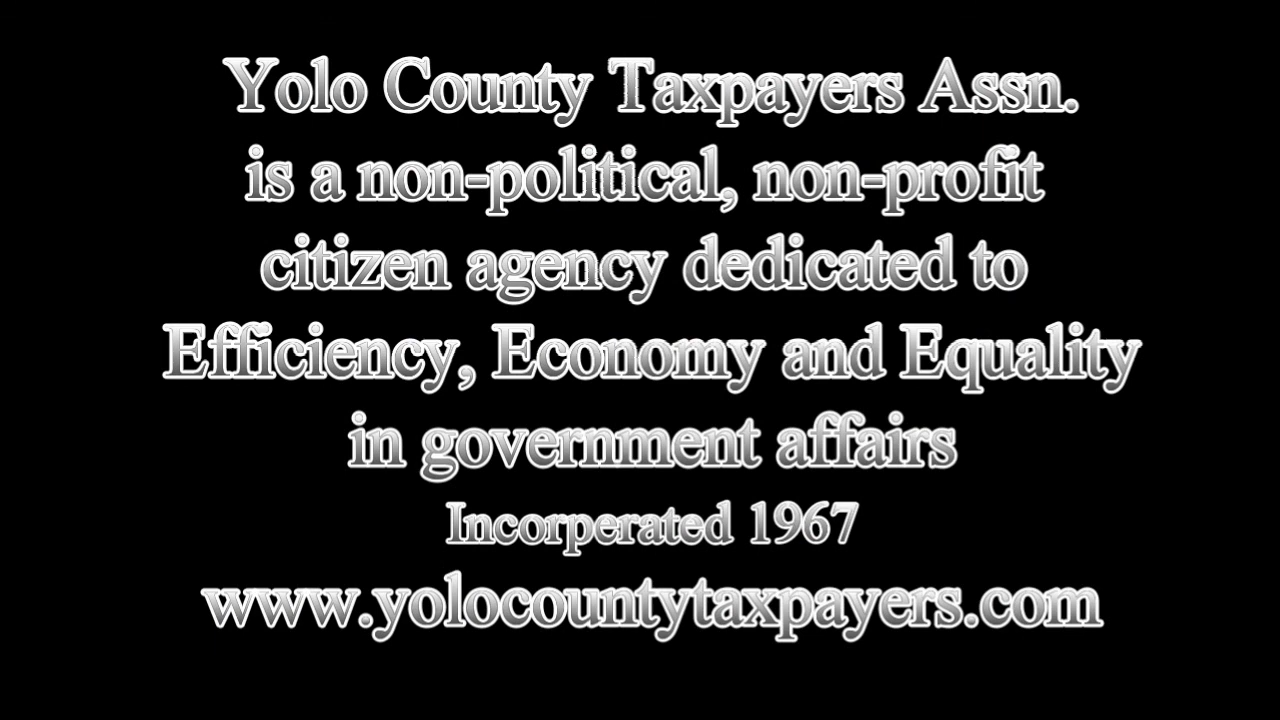 Yolo County Taxpayers Assn.
is a non-political, non-profit
citizen agency dedicated to
Efficiency, Economy and Equality
in government affairs
Incorperated 1967
www.yolocountytaxpayers.com